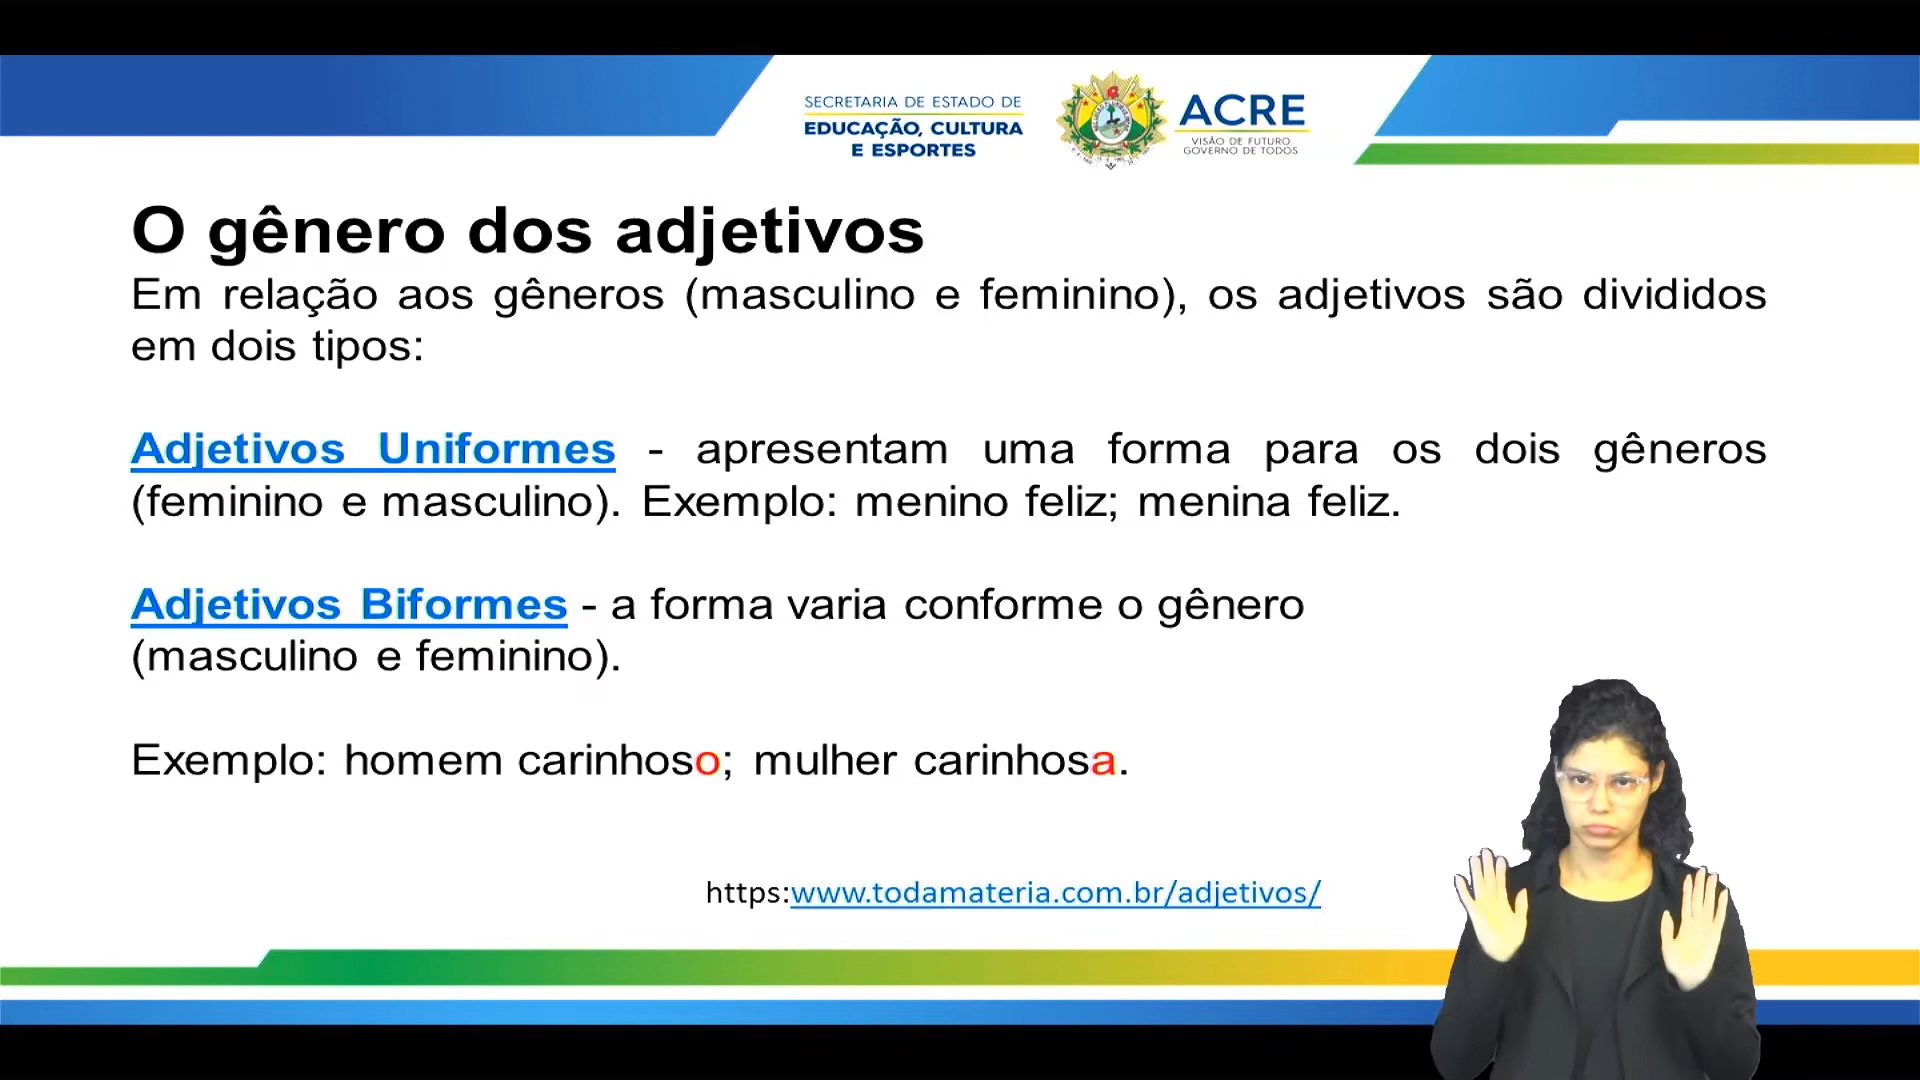 SECRETARIA DE ESTADO DE
EDUCAÇÃO, CULTURA
E ESPORTES
ACRE
VISÃO DE FUTURO
GOVERNO DE TODOS
O gênero dos adjetivos
Em relação aos gêneros (masculino e feminino), os adjetivos são divididos
em dois tipos:
Adjetivos Uniformes - apresentam uma forma para os dois gêneros
(feminino e masculino). Exemplo: menino feliz; menina feliz.
Adjetivos Biformes - a forma varia conforme o gênero
(masculino e feminino).
Exemplo: homem carinhoso; mulher carinhosa.
https:www.todamateria.com.br/adjetivos/